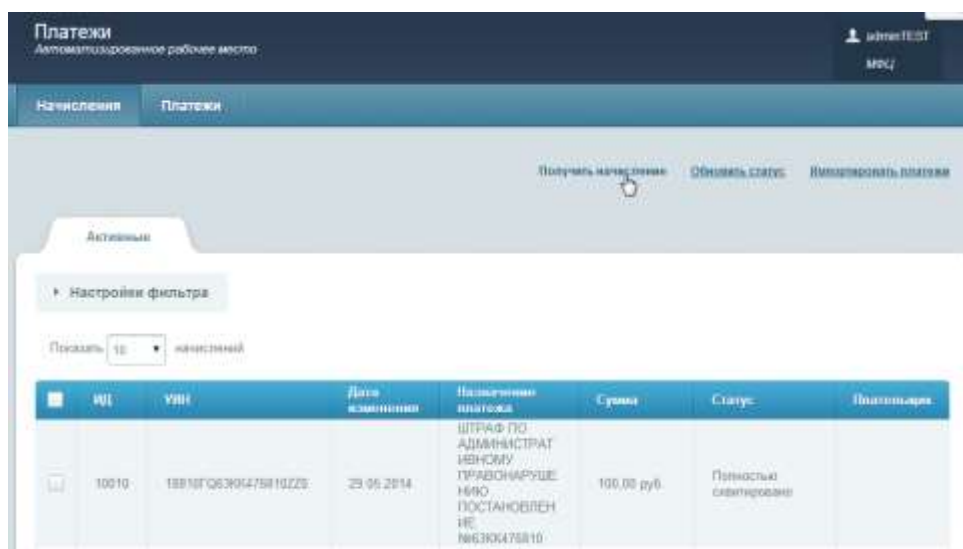 Платежи
Автоматизированное рабочее место
adminTEST
МФЦ
Начисления
Платежи
Получить начисление
Обновить статус
Импортировать платежи
Активные
Настройки фильтра
Показать 10 начислений
ИД
УИН
Дата
изменения
Назначение
платежа
Сумма
Статус
Плательщик
ШТРАФ ПО
АДМИНИСТРАТ
ИВНОМУ
ПРАВОНАРУШЕ
НИЮ
ПОСТАНОВЛЕН
ИЕ
№63КК476810
10010
29.05.2014
100,00 руб.
Полностью
сквитировано